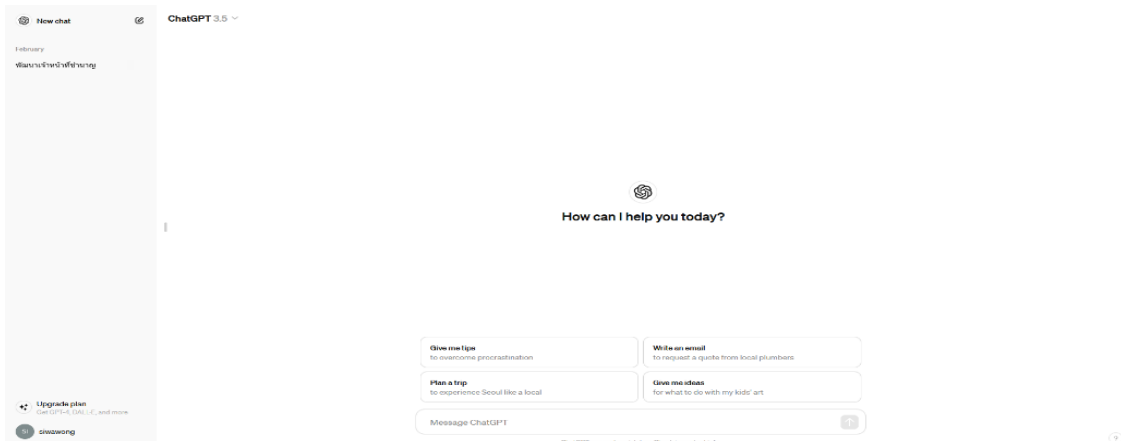 New chat
February
พัฒนาเจ้าหน้าที่ชำนาญ
Upgrade plan
Get GPT-4, DALL·E, and more
SI
siwawong
ChatGPT 3.5
How can I help you today?
Give me tips
to overcome procrastination
Write an email
to request a quote from local plumbers
Plan a trip
to experience Seoul like a local
Give me ideas
for what to do with my kids' art
Message ChatGPT